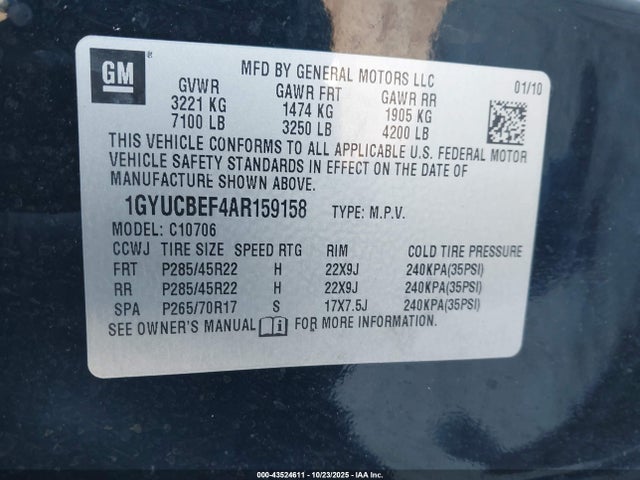 GM
MFD BY GENERAL MOTORS LLC
01/10
GVWR GAWR FRT GAWR RR
3221 KG 1474 KG 1905 KG
7100 LB 3250 LB 4200 LB
THIS VEHICLE CONFORMS TO ALL APPLICABLE U.S. FEDERAL MOTOR
VEHICLE SAFETY STANDARDS IN EFFECT ON THE DATE OF
MANUFACTURE SHOWN ABOVE.
1GYUCBEF4AR159158 TYPE: M.P.V.
MODEL: C10706
CCWJ TIRE SIZE SPEED RTG RIM COLD TIRE PRESSURE
FRT P285/45R22 H 22X9J 240KPA(35PSI)
RR P285/45R22 H 22X9J 240KPA(35PSI)
SPA P265/70R17 S 17X7.5J 240KPA(35PSI)
SEE OWNER'S MANUAL FOR MORE INFORMATION.
000-43524611 - 10/23/2025 - IAA Inc.